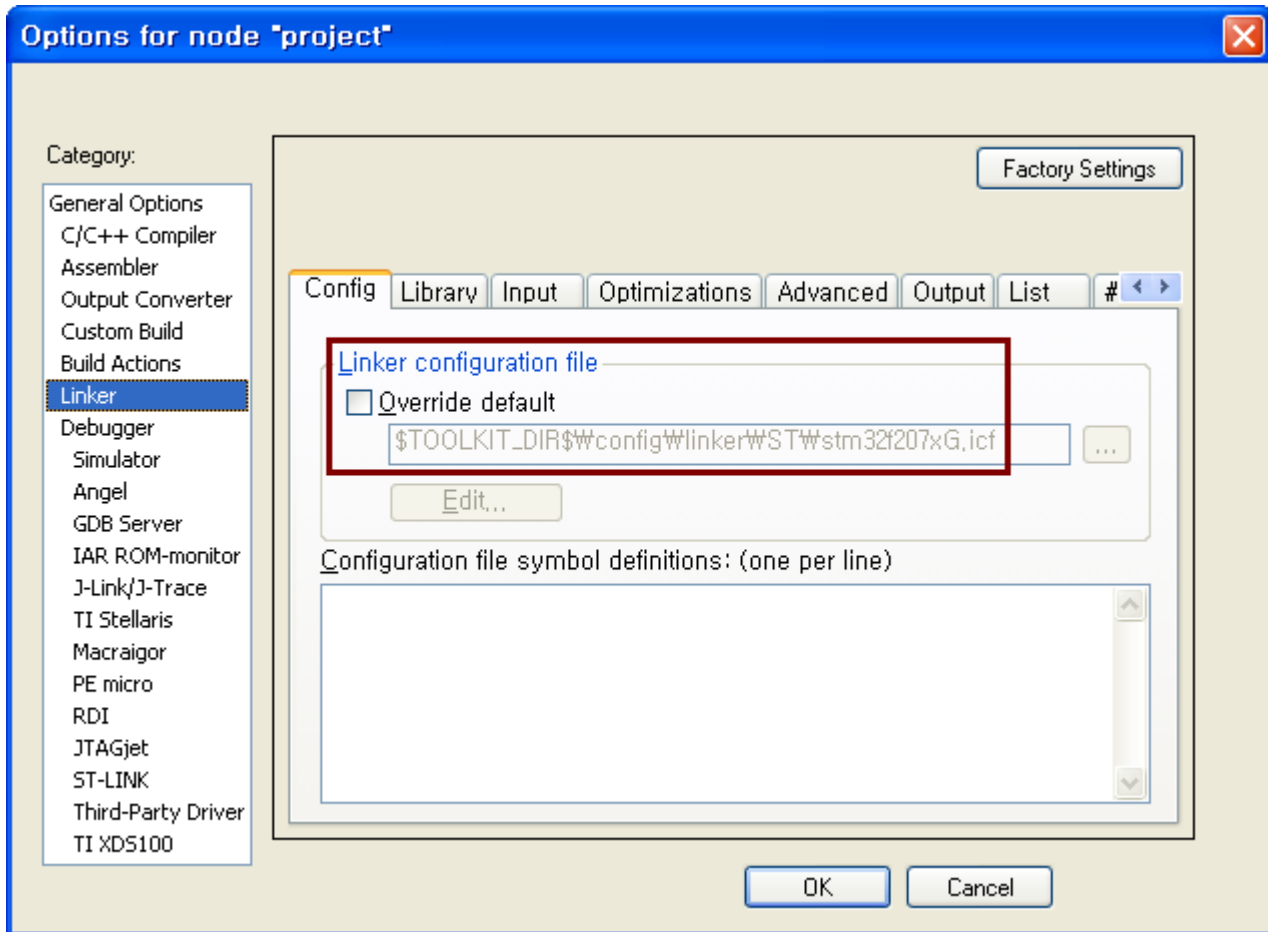 Options for node "project"
Category:
General Options
C/C++ Compiler
Assembler
Output Converter
Custom Build
Build Actions
Linker
Debugger
Simulator
Angel
GDB Server
IAR ROM-monitor
J-Link/J-Trace
TI Stellaris
Macraigor
PE micro
RDI
JTAGjet
ST-LINK
Third-Party Driver
TI XDS100
Factory Settings
Config Library Input Optimizations Advanced Output List #
Linker configuration file
Override default
$TOOLKIT_DIR$₩config₩linker₩ST₩stm32f207xG.icf
...
Edit...
Configuration file symbol definitions: (one per line)
OK Cancel